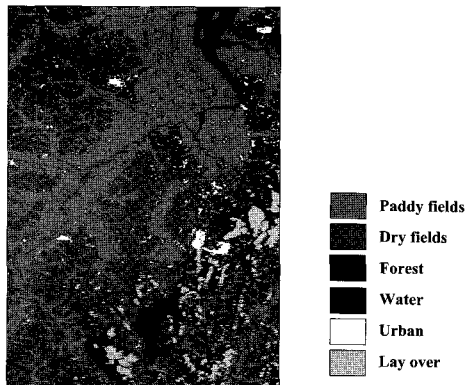 Paddy fields
Dry fields
Forest
Water
Urban
Lay over